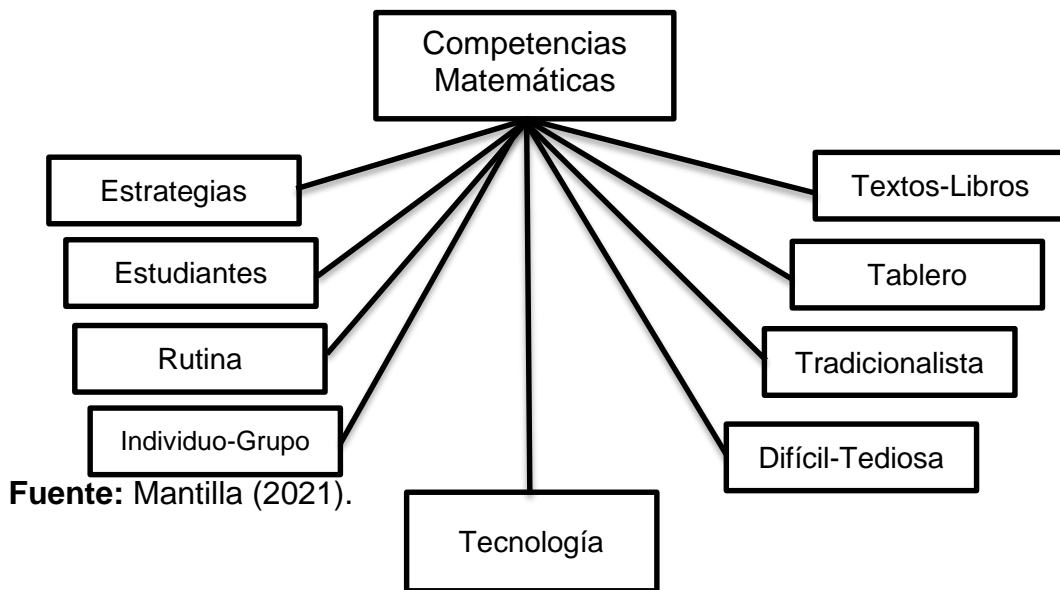 Competencias
Matemáticas
Estrategias
Textos-Libros
Estudiantes
Tablero
Rutina
Tradicionalista
Individuo-Grupo
Difícil-Tediosa
Fuente: Mantilla (2021).
Tecnología